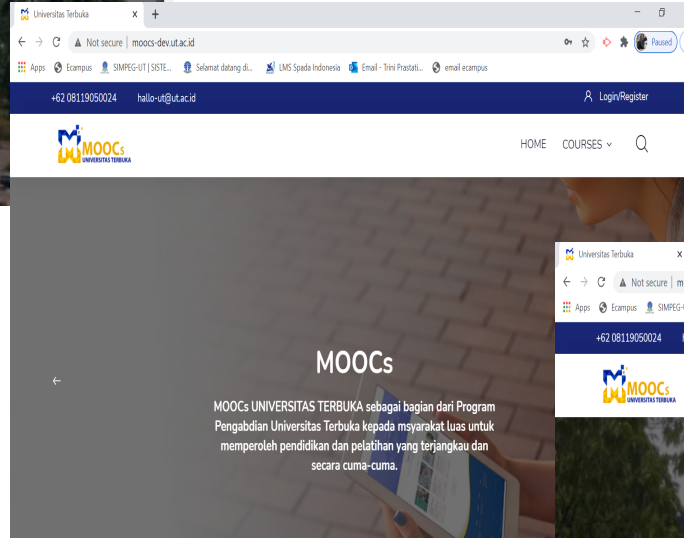 Universitas Terbuka
Not secure | moocs-dev.ut.ac.id
Paused
Apps Ecampus SIMPEG-UT | SISTE... Selamat datang di... LMS Spada Indonesia Email - Trini Prastati... email ecampus
+62 08119050024 hallo-ut@ut.ac.id Login/Register
MOOCs
UNIVERSITAS TERBUKA
HOME COURSES
MOOCs
MOOCs UNIVERSITAS TERBUKA sebagai bagian dari Program
Pengabdian Universitas Terbuka kepada msyarakat luas untuk
memperoleh pendidikan dan pelatihan yang terjangkau dan
secara cuma-cuma.
Universitas Terbuka
Not secure | m
Apps Ecampus SIMPEG-
+62 08119050024
MOOCs
UNIVERSITAS TERBUKA